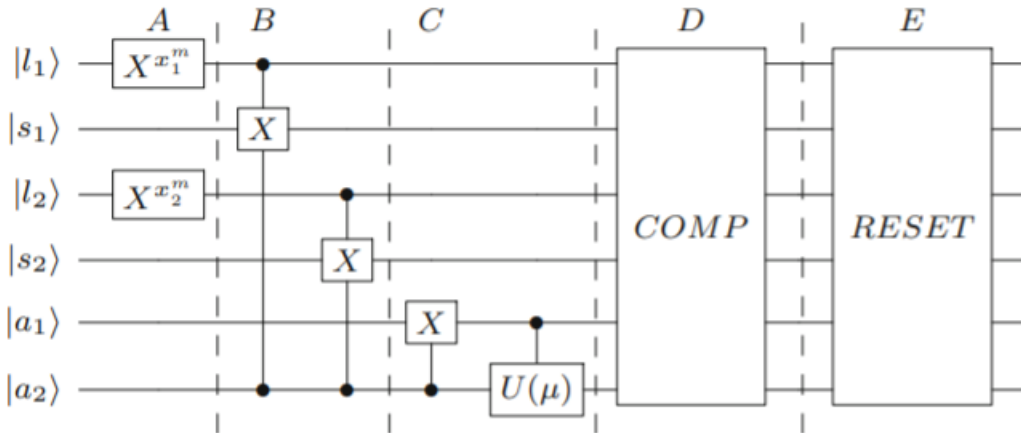 A B C D E
|l₁⟩ X^{x₁^m}
|s₁⟩ X
|l₂⟩ X^{x₂^m}
COMP RESET
|s₂⟩ X
|a₁⟩ X
|a₂⟩ U(μ)